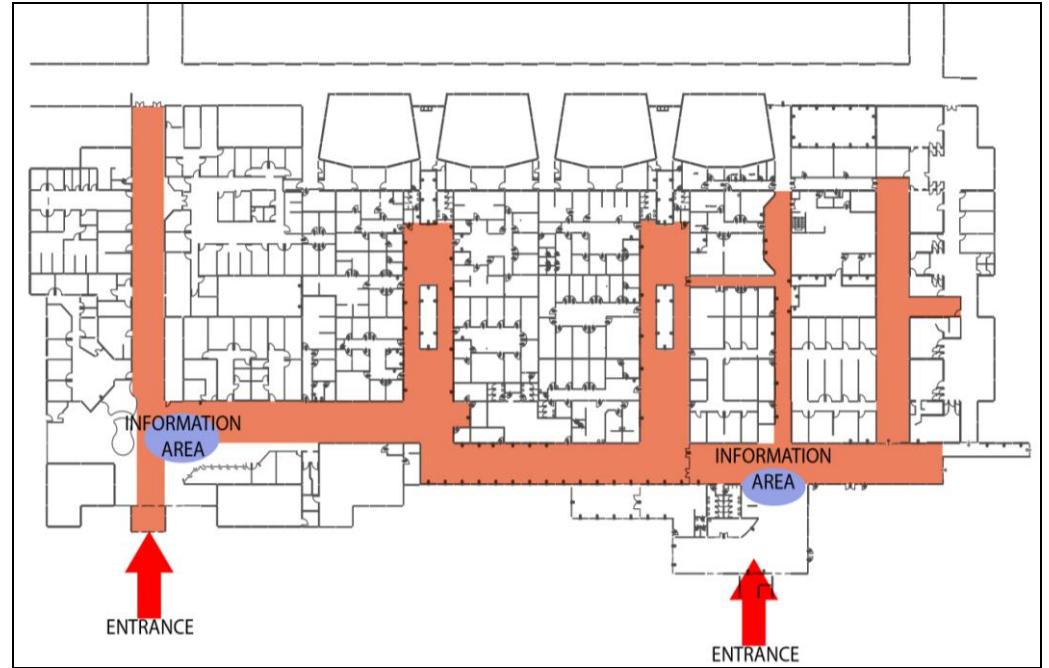 INFORMATION
AREA
INFORMATION
AREA
ENTRANCE
ENTRANCE